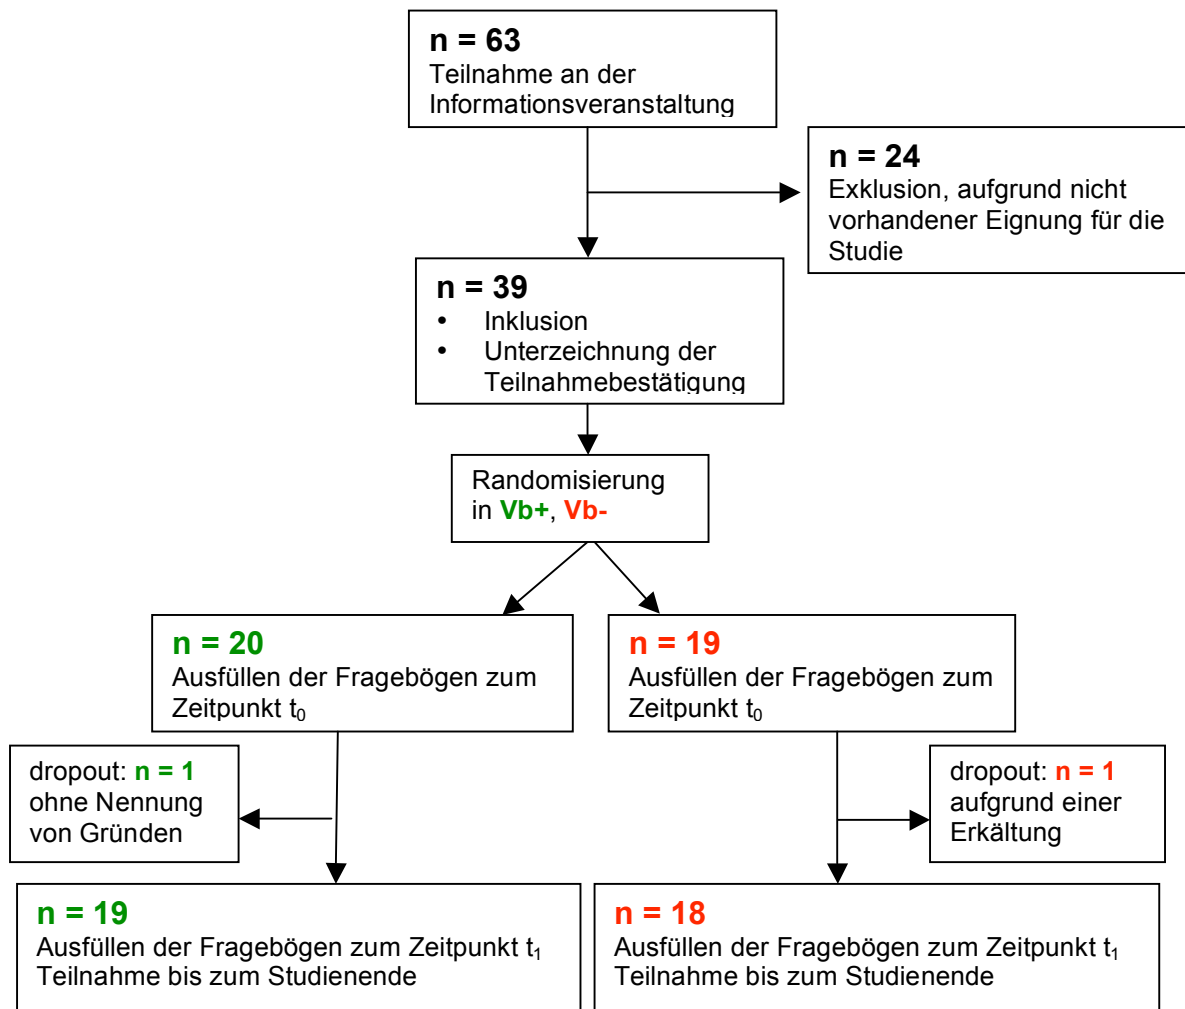 n = 63
Teilnahme an der
Informationsveranstaltung
n = 24
Exklusion, aufgrund nicht
vorhandener Eignung für die
Studie
n = 39
• Inklusion
• Unterzeichnung der
Teilnahmebestätigung
Randomisierung
in Vb+, Vb-
n = 20
Ausfüllen der Fragebögen zum
Zeitpunkt t₀
n = 19
Ausfüllen der Fragebögen zum
Zeitpunkt t₀
dropout: n = 1
ohne Nennung
von Gründen
dropout: n = 1
aufgrund einer
Erkältung
n = 19
Ausfüllen der Fragebögen zum Zeitpunkt t₁
Teilnahme bis zum Studienende
n = 18
Ausfüllen der Fragebögen zum Zeitpunkt t₁
Teilnahme bis zum Studienende